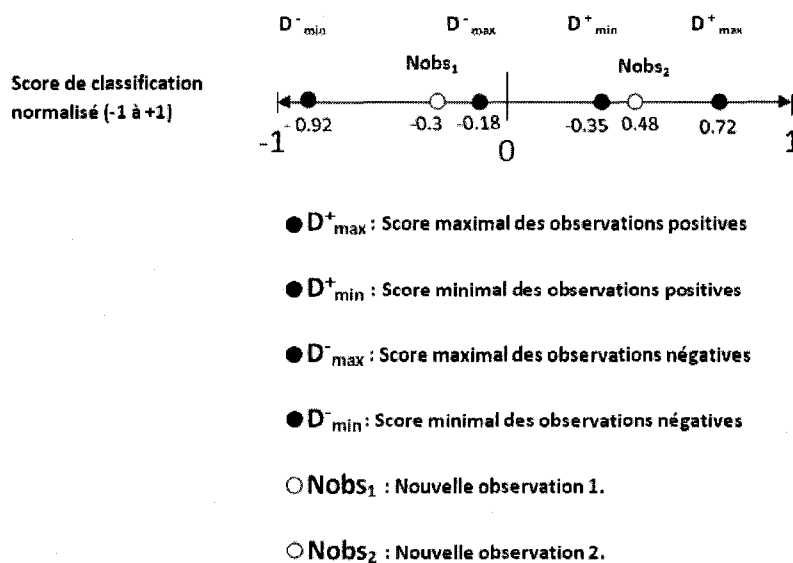 D⁻min D⁻max D⁺min D⁺max
Nobs₁ Nobs₂
Score de classification
normalisé (-1 à +1)
-0.92 -0.3 -0.18 -0.35 0.48 0.72
-1 0 1
D⁺max : Score maximal des observations positives
D⁺min : Score minimal des observations positives
D⁻max : Score maximal des observations négatives
D⁻min : Score minimal des observations négatives
Nobs₁ : Nouvelle observation 1.
Nobs₂ : Nouvelle observation 2.